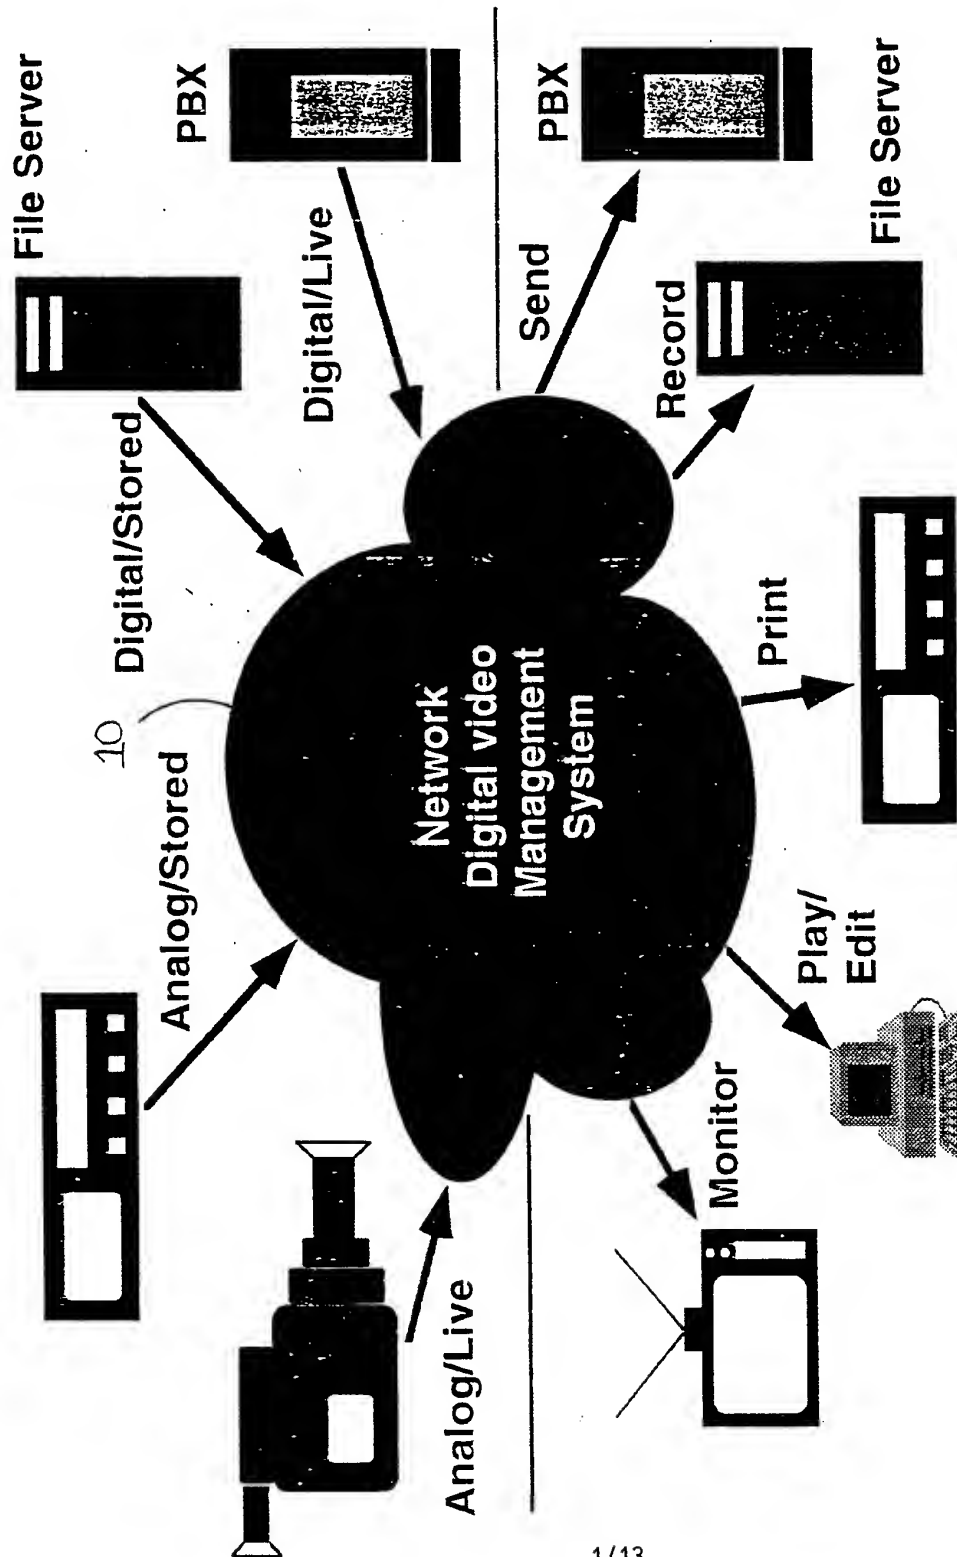 File Server
PBX
Digital/Stored
Digital/Live
10
Analog/Stored
Analog/Live
Network
Digital video
Management
System
PBX
Send
File Server
Record
Print
Play/
Edit
Monitor
1/13